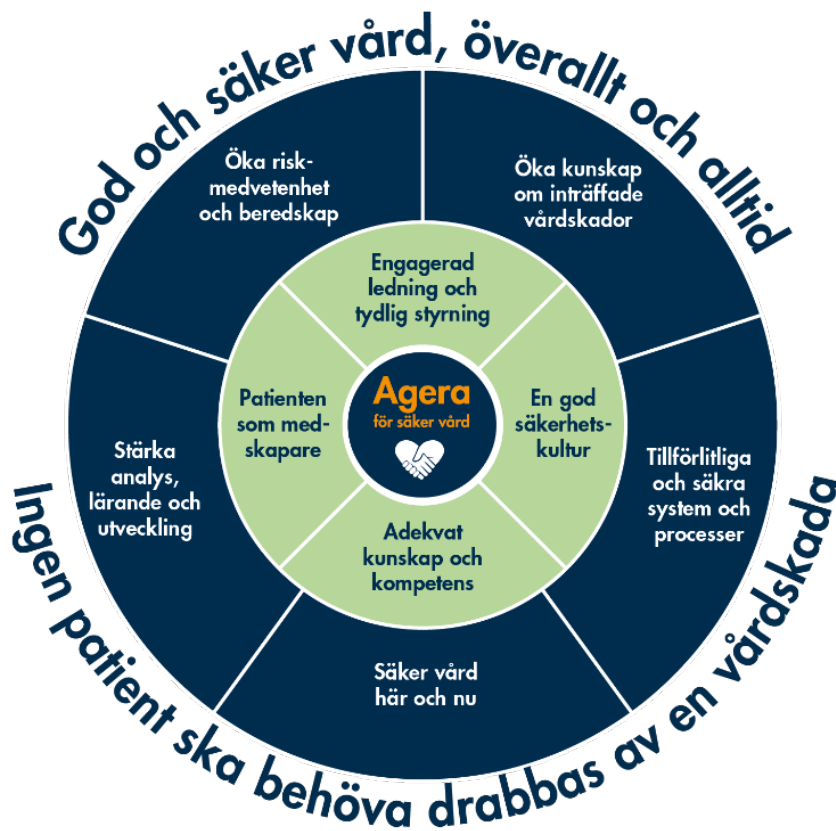 God och säker vård, överallt och alltid
Öka risk-
medvetenhet
och beredskap
Öka kunskap
om inträffade
vårdskador
Engagerad
ledning och
tydlig styrning
Patienten
som med-
skapare
Agera
för säker vård
En god
säkerhets-
kultur
Stärka
analys,
lärande och
utveckling
Tillförlitliga
och säkra
system och
processer
Adekvat
kunskap och
kompetens
Säker vård
här och nu
Ingen patient ska behöva drabbas av en vårdskada